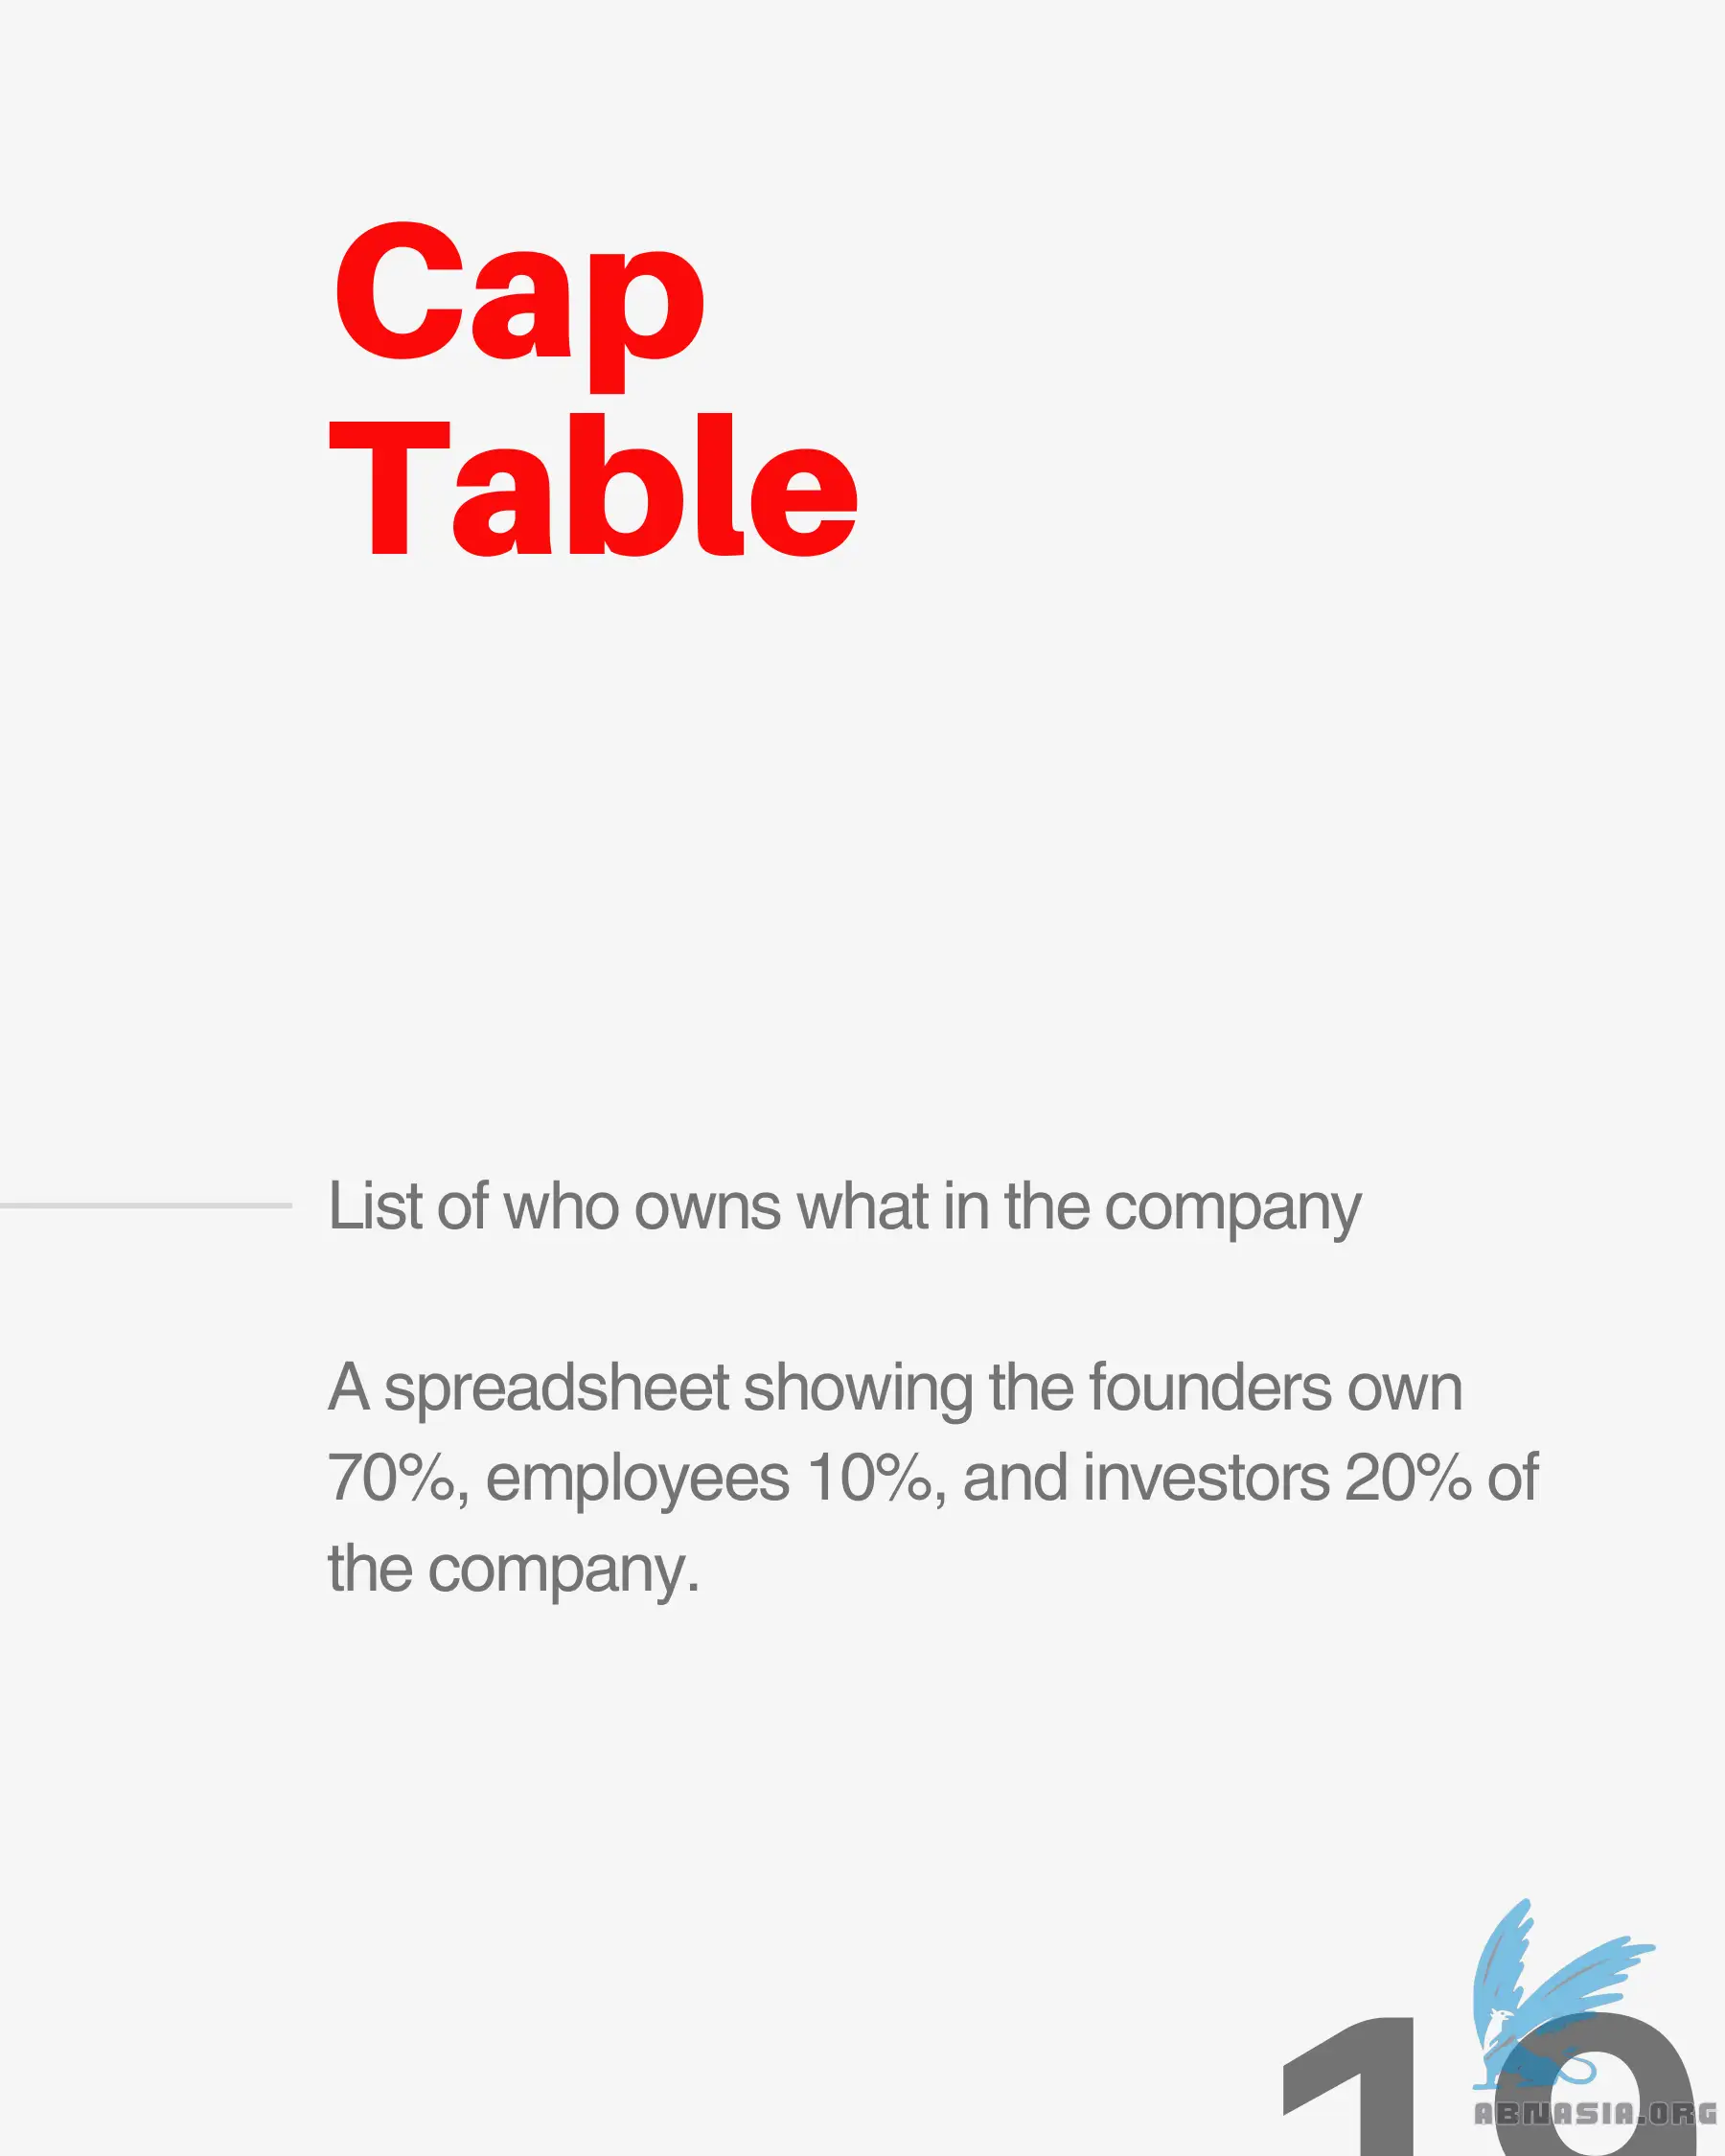 Cap
Table
List of who owns what in the company
A spreadsheet showing the founders own
70%, employees 10%, and investors 20% of
the company.
ABNASIA.ORG